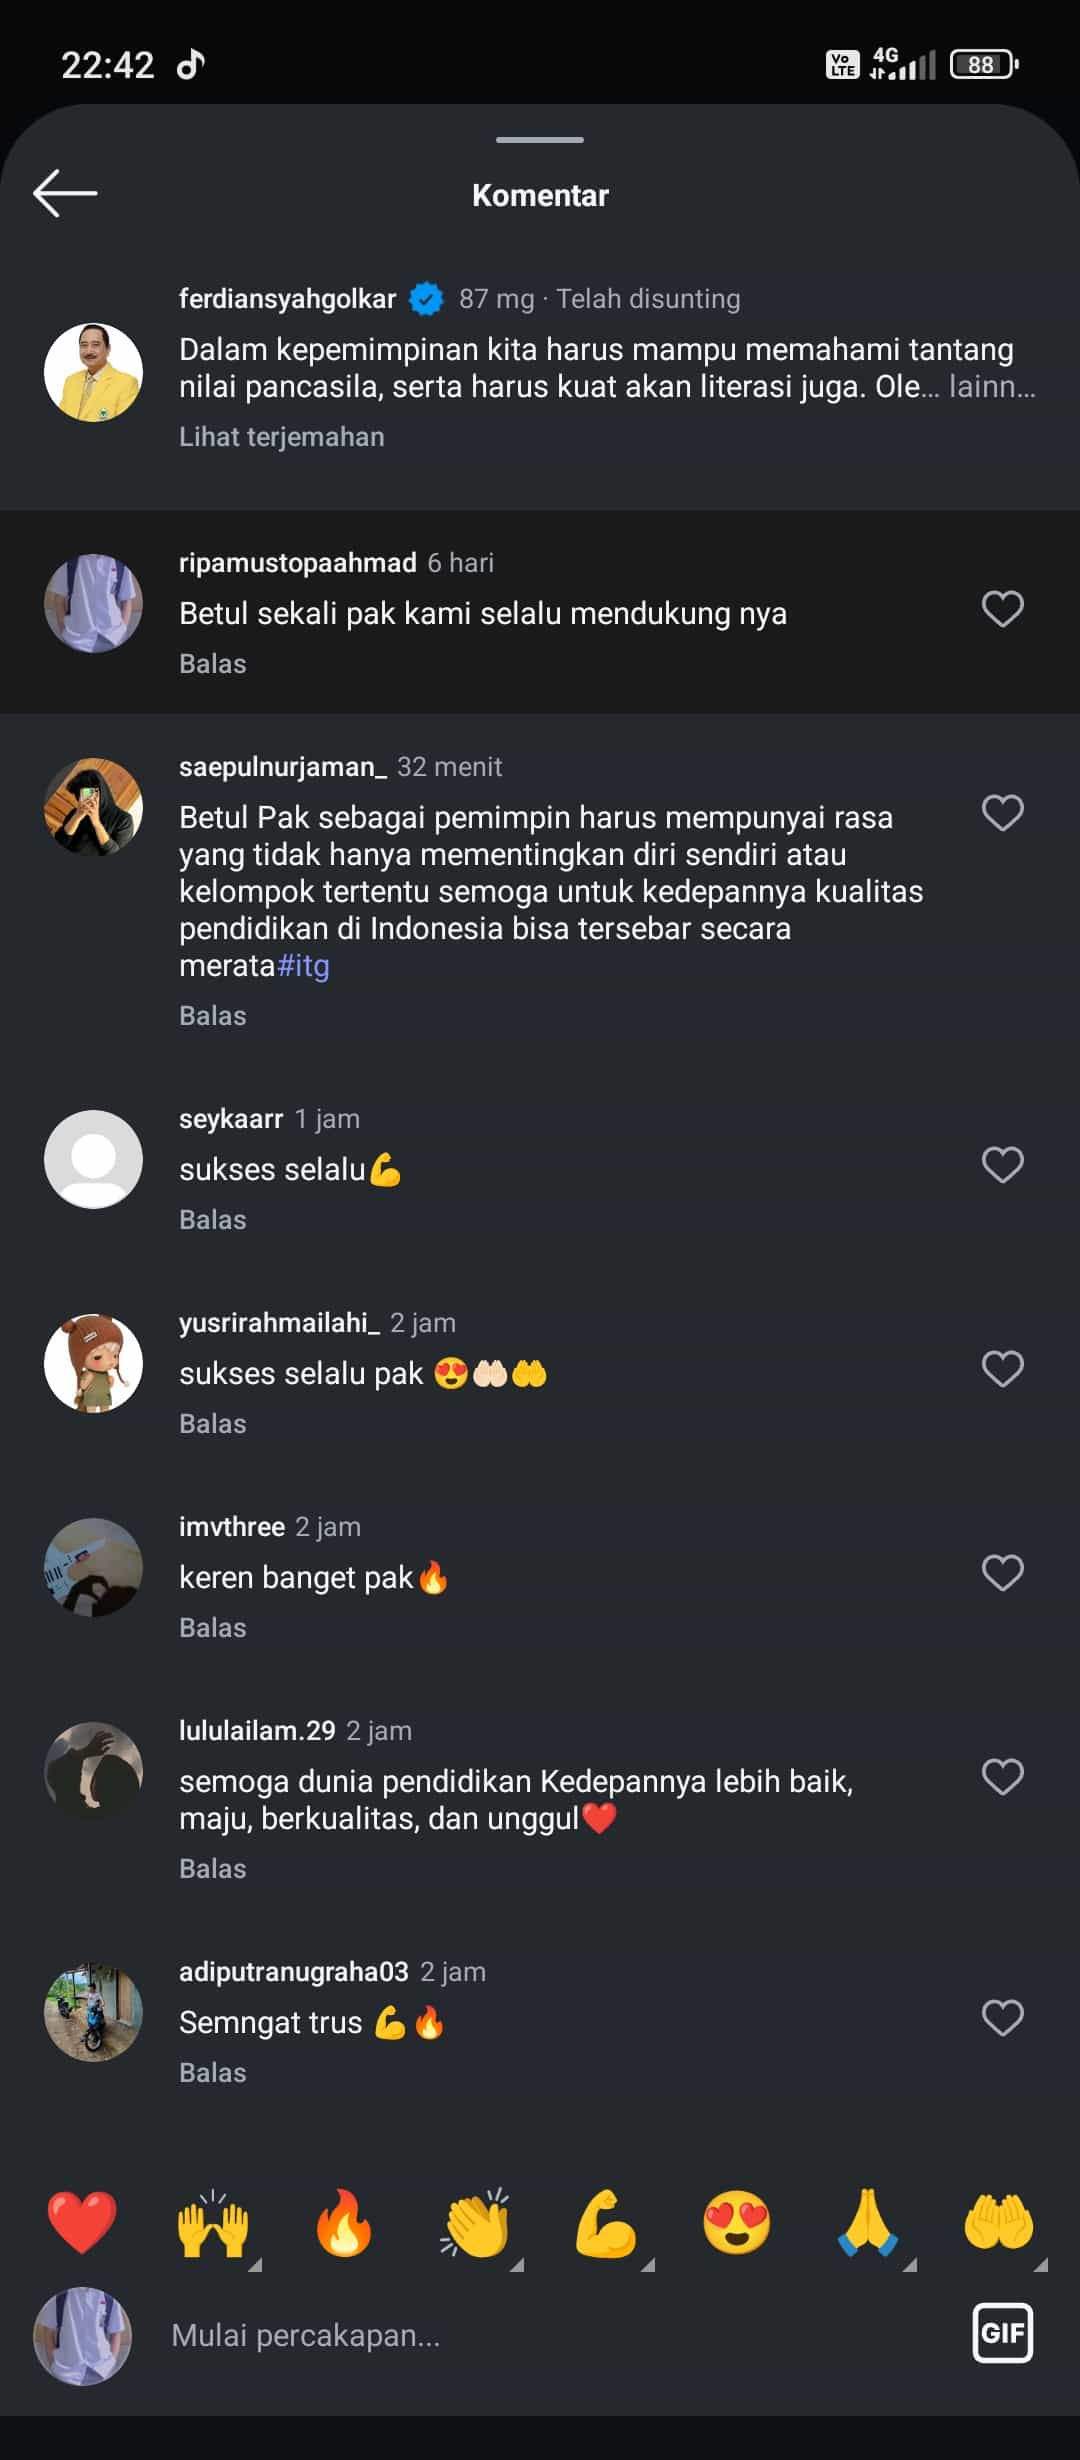 22:42
Vo LTE 4G 88
Komentar
ferdiansyahgolkar 87 mg · Telah disunting
Dalam kepemimpinan kita harus mampu memahami tantang
nilai pancasila, serta harus kuat akan literasi juga. Ole... lainn...
Lihat terjemahan
ripamustopaahmad 6 hari
Betul sekali pak kami selalu mendukung nya
Balas
saepulnurjaman_ 32 menit
Betul Pak sebagai pemimpin harus mempunyai rasa
yang tidak hanya mementingkan diri sendiri atau
kelompok tertentu semoga untuk kedepannya kualitas
pendidikan di Indonesia bisa tersebar secara
merata#itg
Balas
seykaarr 1 jam
sukses selalu💪
Balas
yusrirahmailahi_ 2 jam
sukses selalu pak 😍🤲🏻🤲
Balas
imvthree 2 jam
keren banget pak🔥
Balas
lululailam.29 2 jam
semoga dunia pendidikan Kedepannya lebih baik,
maju, berkualitas, dan unggul❤️
Balas
adiputranugraha03 2 jam
Semngat trus 💪🔥
Balas
❤️ 🙌 🔥 👏 💪 😍 🙏 🤲
Mulai percakapan...
GIF